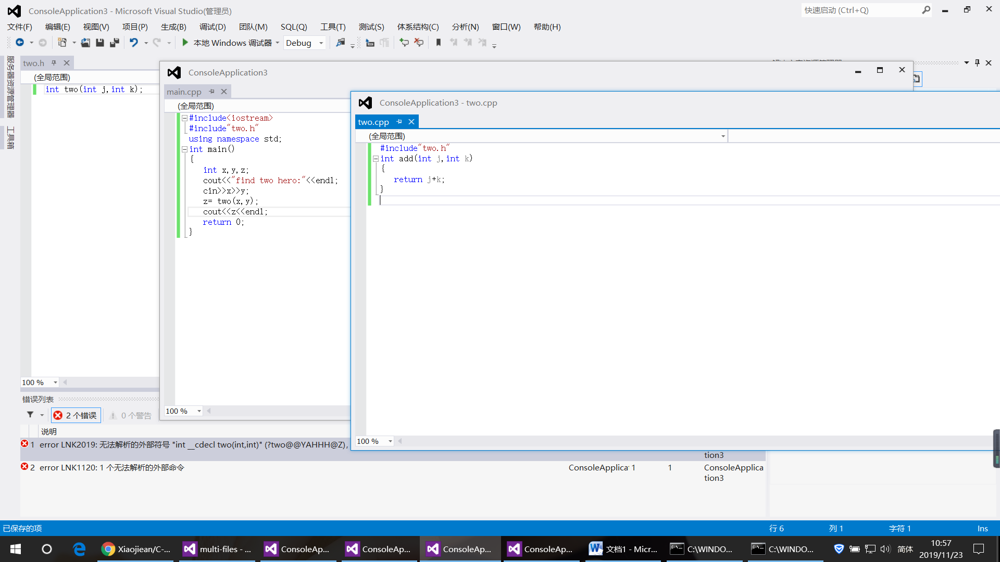 ConsoleApplication3 - Microsoft Visual Studio(管理员)
快速启动 (Ctrl+Q)
文件(F) 编辑(E) 视图(V) 项目(P) 生成(B) 调试(D) 团队(M) SQL(Q) 工具(T) 测试(S) 体系结构(C) 分析(N) 窗口(W) 帮助(H)
本地 Windows 调试器 Debug
服务器资源管理器
工具箱
two.h
(全局范围)
int two(int j,int k);
100 %
ConsoleApplication3
main.cpp
(全局范围)
#include<iostream>
#include"two.h"
using namespace std;
int main()
{
int x,y,z;
cout<<"find two hero:"<<endl;
cin>>x>>y;
z= two(x,y);
cout<<z<<endl;
return 0;
}
100 %
ConsoleApplication3 - two.cpp
two.cpp
(全局范围)
#include"two.h"
int add(int j,int k)
{
return j+k;
}
100 %
错误列表
2 个错误 0 个警告
说明
1 error LNK2019: 无法解析的外部符号 "int __cdecl two(int,int)" (?two@@YAHHH@Z),
tion3
2 error LNK1120: 1 个无法解析的外部命令 ConsoleApplica 1 1 ConsoleApplica
tion3
已保存的项 行 6 列 1 字符 1 Ins
Xiaojiean/C-... multi-files - ... ConsoleAp... ConsoleAp... ConsoleAp... ConsoleAp... 文档1 - Micr... C:\WINDO... C:\WINDO... 简体
10:57
2019/11/23